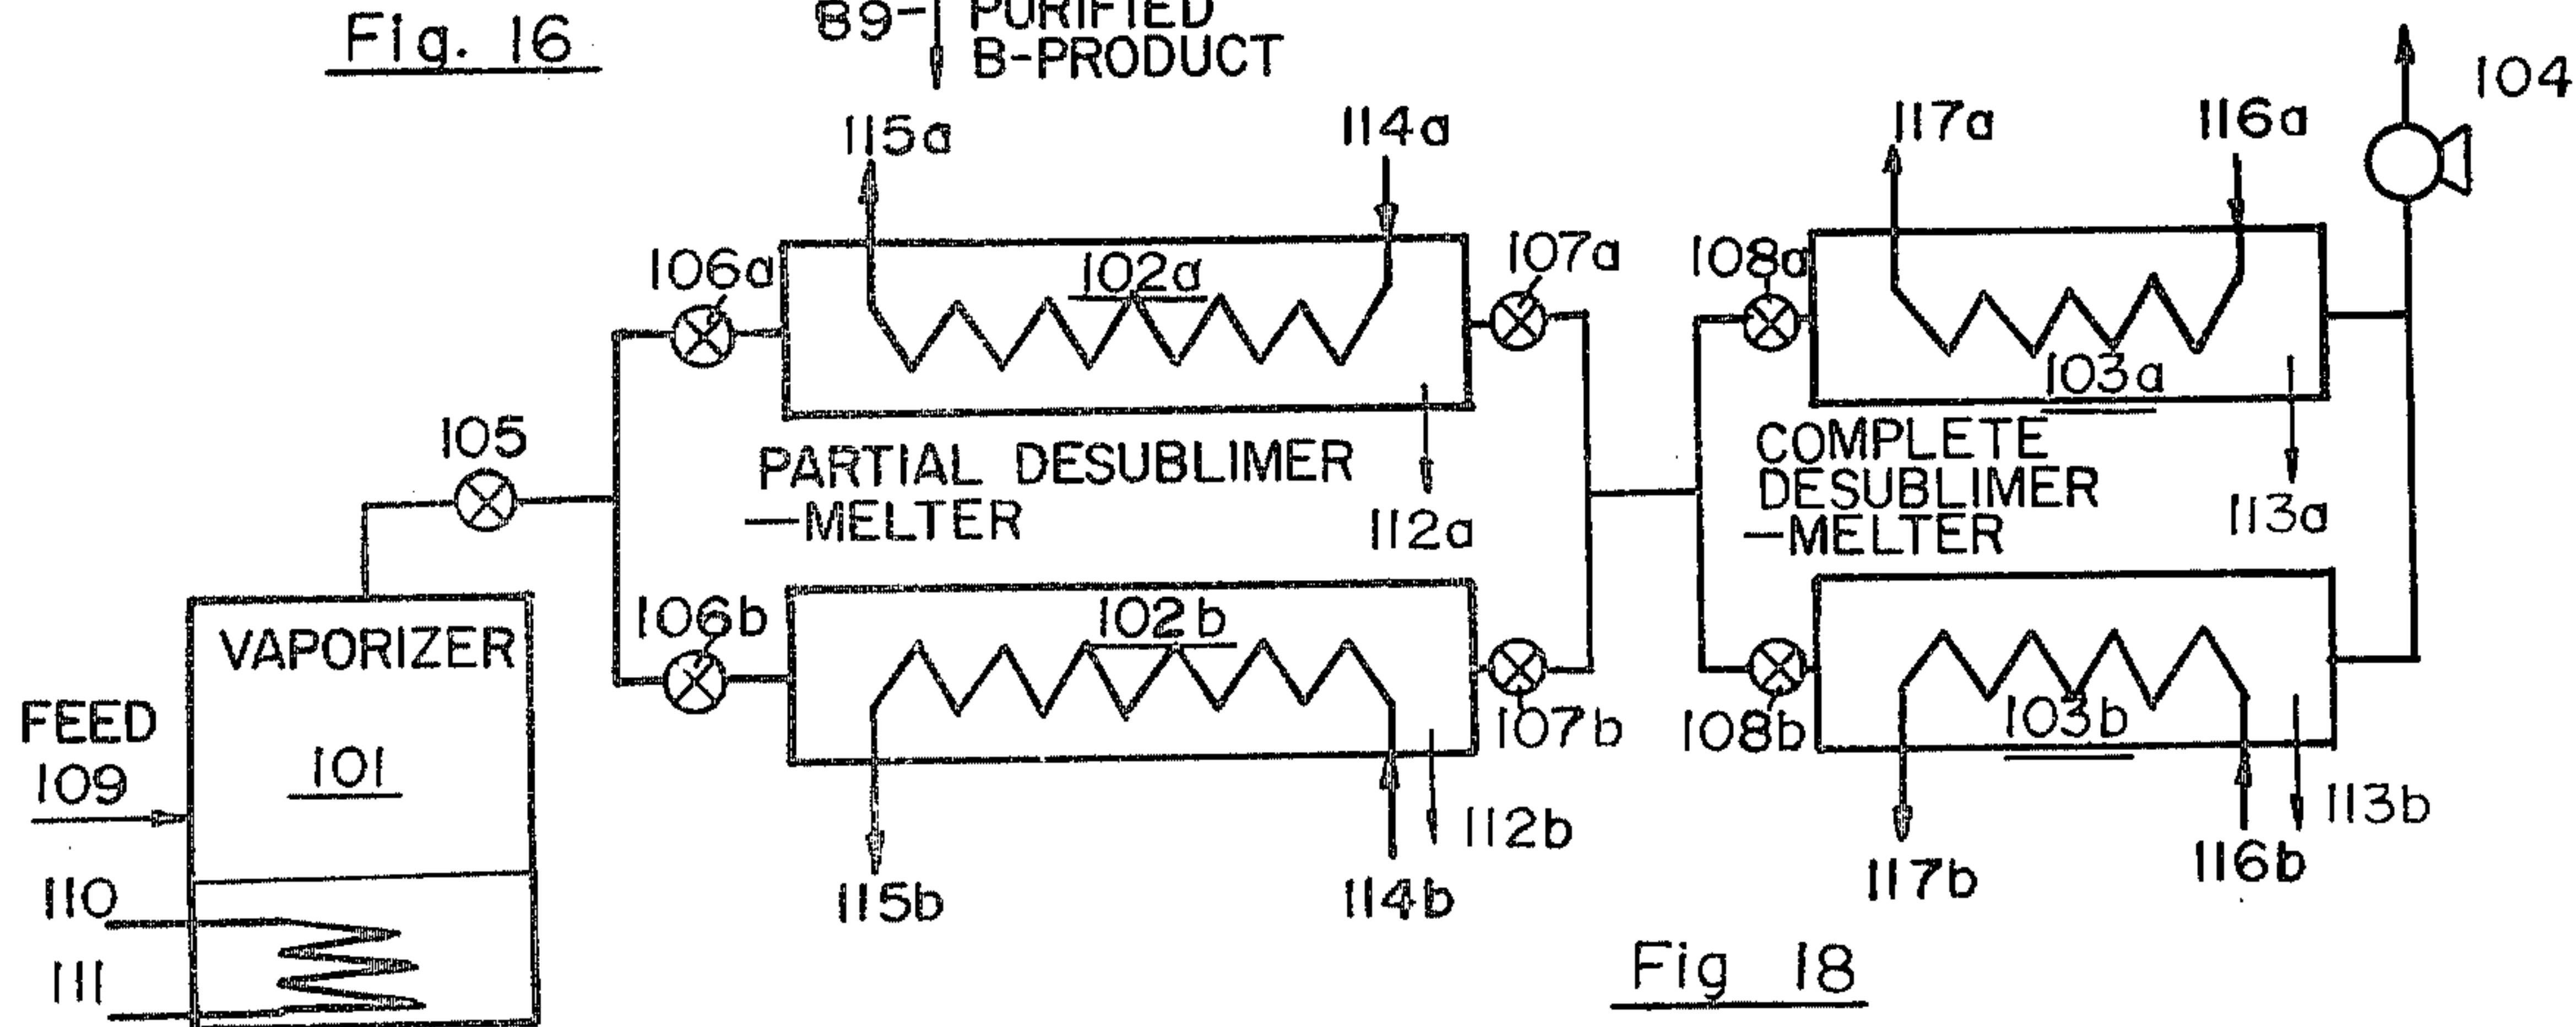 Fig. 16
89
PURIFIED
B-PRODUCT
104
115a
114a
117a
116a
106a
102a
107a
108a
103a
105
PARTIAL DESUBLIMER
—MELTER
112a
COMPLETE
DESUBLIMER
—MELTER
113a
VAPORIZER
101
FEED
109
110
111
106b
102b
107b
108b
103b
115b
114b
112b
117b
116b
113b
Fig 18